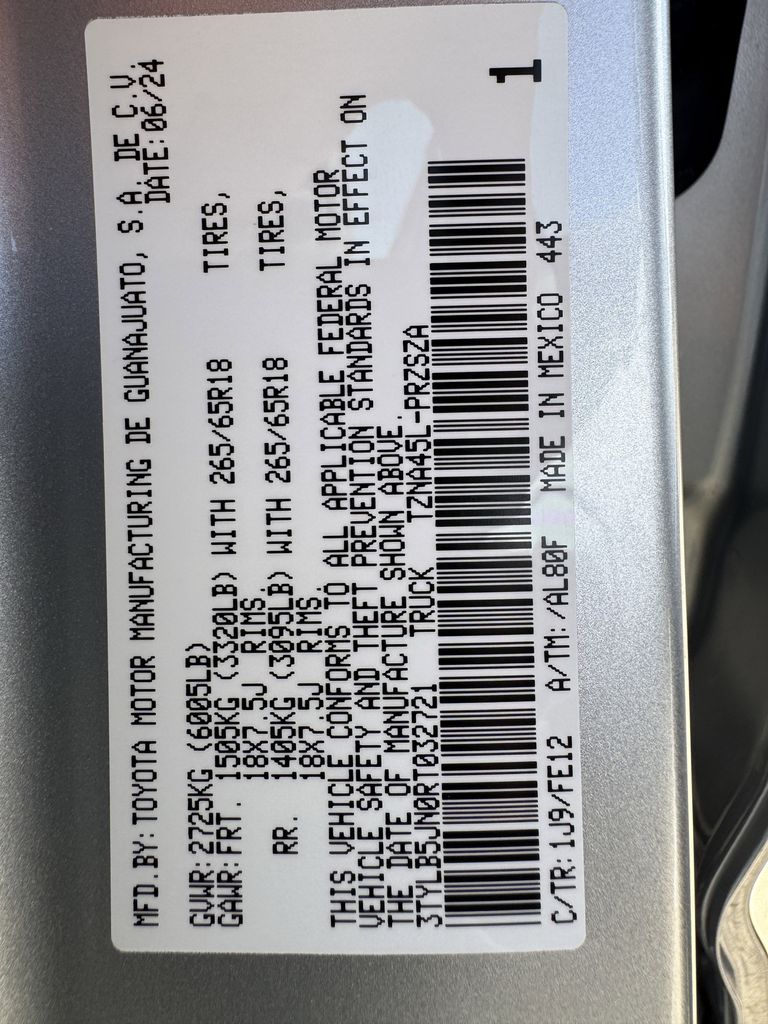 MFD.BY: TOYOTA MOTOR MANUFACTURING DE GUANAJUATO, S.A. DE C.V.
DATE: 06/24
GVWR: 2725KG (6005LB)
GAWR: FRT. 1505KG (3320LB) WITH 265/65R18 TIRES,
18X7.5J RIMS.
RR. 1405KG (3095LB) WITH 265/65R18 TIRES,
18X7.5J RIMS.
THIS VEHICLE CONFORMS TO ALL APPLICABLE FEDERAL MOTOR
VEHICLE SAFETY AND THEFT PREVENTION STANDARDS IN EFFECT ON
THE DATE OF MANUFACTURE SHOWN ABOVE.
3TYLB5JN0RT032721 TRUCK TZNA45L-PRZSZA
1
C/TR: 1J9/FE12 A/TM: /AL80F MADE IN MEXICO 443